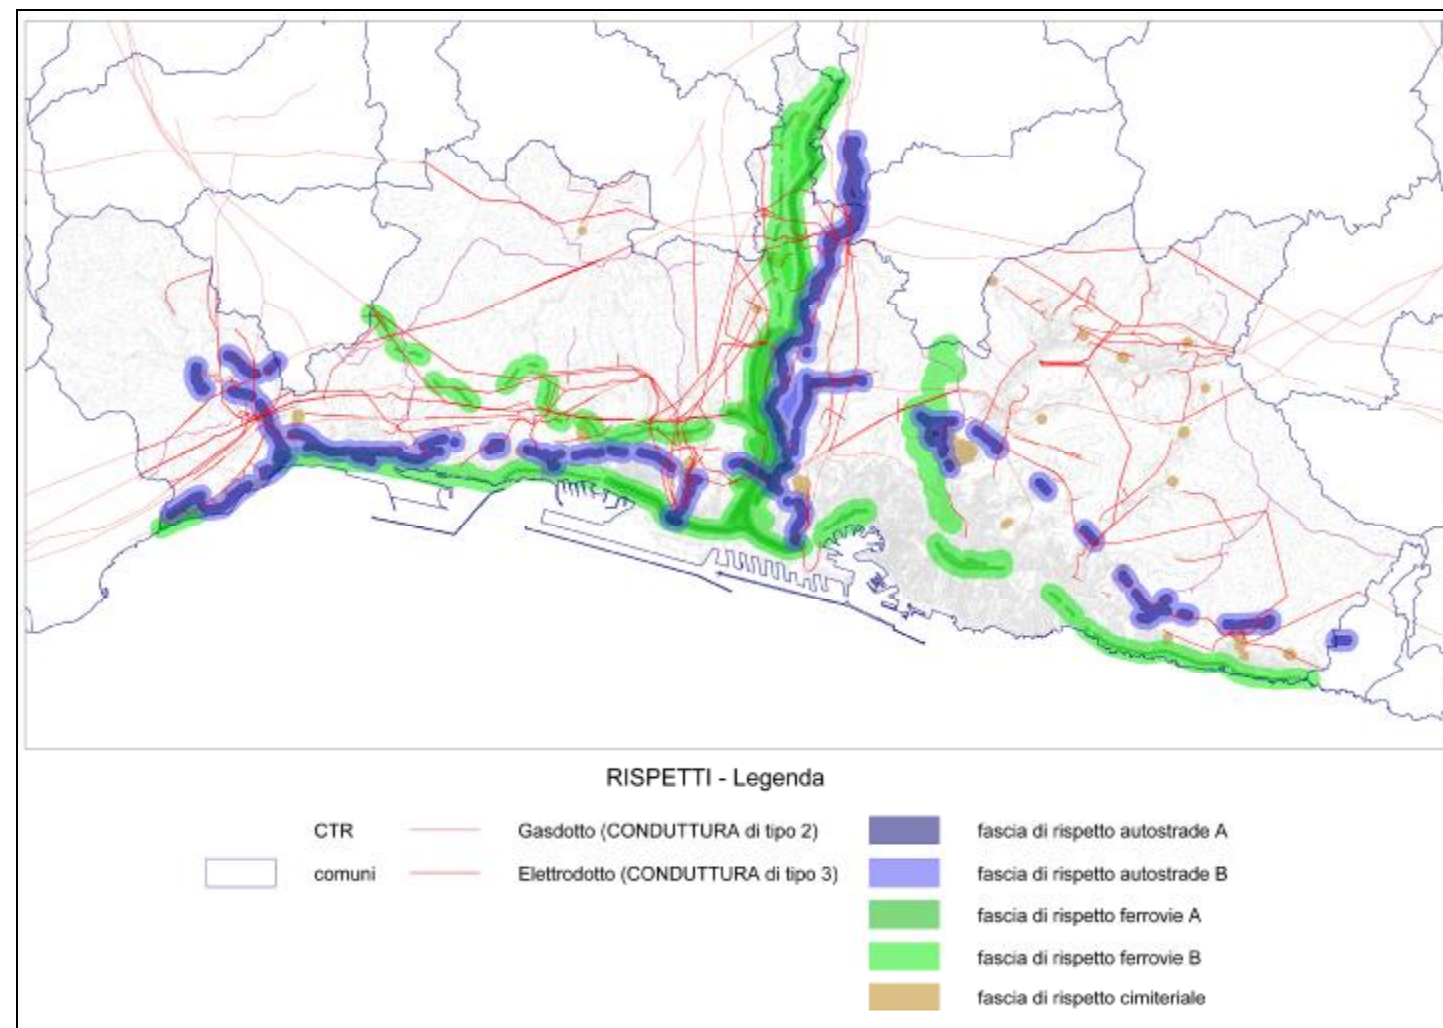 RISPETTI - Legenda
CTR
Gasdotto (CONDUTTURA di tipo 2)
fascia di rispetto autostrade A
comuni
Elettrodotto (CONDUTTURA di tipo 3)
fascia di rispetto autostrade B
fascia di rispetto ferrovie A
fascia di rispetto ferrovie B
fascia di rispetto cimiteriale